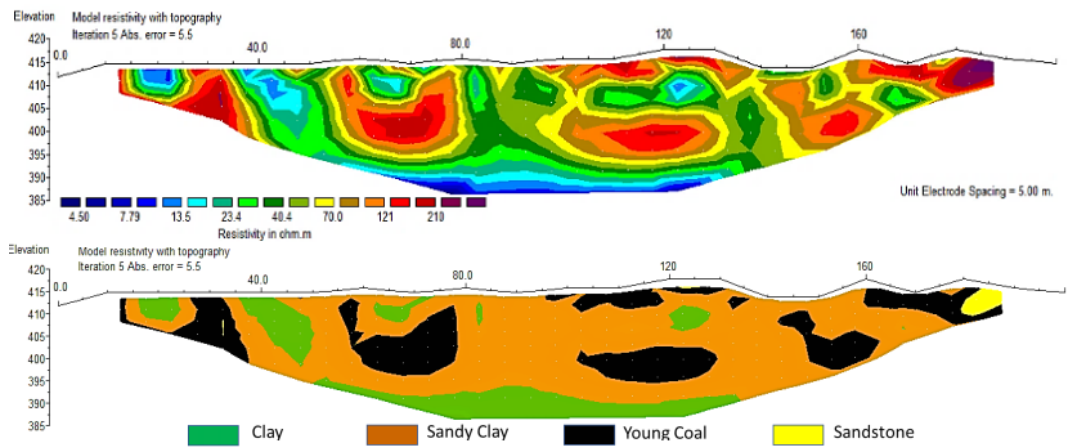 Elevation
Model resistivity with topography
Iteration 5 Abs. error = 5.5
420
415
410
405
400
395
390
385
0.0
40.0
80.0
120
160
4.50 7.79 13.5 23.4 40.4 70.0 121 210
Resistivity in ohm.m
Unit Electrode Spacing = 5.00 m.
Elevation
Model resistivity with topography
Iteration 5 Abs. error = 5.5
420
415
410
405
400
395
390
385
0.0
40.0
80.0
120
160
Clay Sandy Clay Young Coal Sandstone